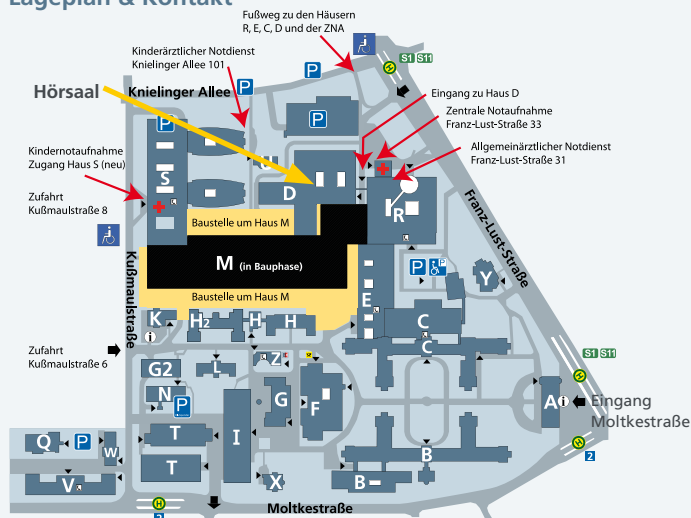 Lageplan & Kontakt
Fußweg zu den Häusern
R, E, C, D und der ZNA
S1 S11
H
Kinderärztlicher Notdienst
Knielinger Allee 101
P
P
Hörsaal
Knielinger Allee
Eingang zu Haus D
Zentrale Notaufnahme
Franz-Lust-Straße 33
P
P
Allgemeinärztlicher Notdienst
Franz-Lust-Straße 31
Kindernotaufnahme
Zugang Haus S (neu)
S
D
R
Zufahrt
Kußmaulstraße 8
Franz-Lust-Straße
Baustelle um Haus M
M (in Bauphase)
P
P
Y
Kußmaulstraße
Baustelle um Haus M
E
K
i
H2
H
H
C
C
Zufahrt
Kußmaulstraße 6
G2
L
Z
S1 S11
H
N
P
G
F
A
i
Eingang
Moltkestraße
T
I
Q
P
W
H
2
B
T
V
X
B
H
2
Moltkestraße